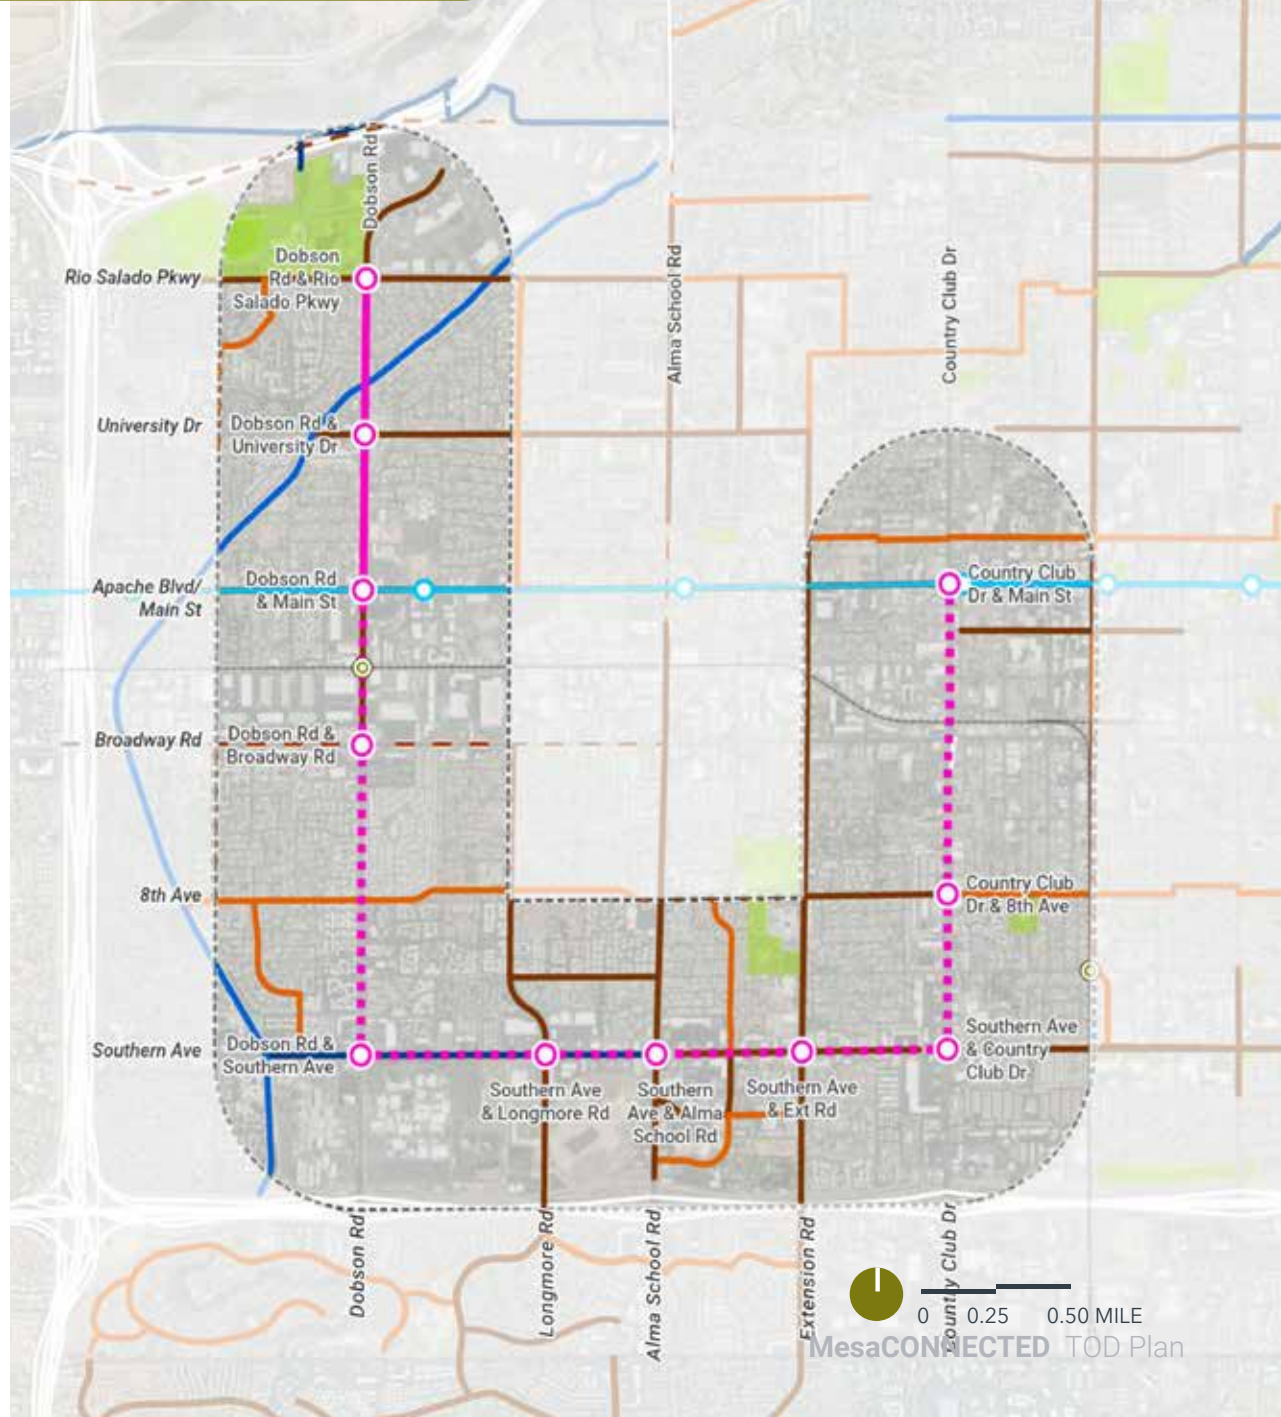 Dobson Rd
Rio Salado Pkwy
Dobson
Rd & Rio
Salado Pkwy
Alma School Rd
Country Club Dr
University Dr
Dobson Rd &
University Dr
Apache Blvd/
Main St
Dobson Rd
& Main St
Country Club
Dr & Main St
Broadway Rd
Dobson Rd &
Broadway Rd
8th Ave
Country Club
Dr & 8th Ave
Southern Ave
Dobson Rd &
Southern Ave
Southern Ave
& Longmore Rd
Southern
Ave & Alma
School Rd
Southern Ave
& Ext Rd
Southern Ave
& Country
Club Dr
Dobson Rd
Longmore Rd
Alma School Rd
Extension Rd
Country Club Dr
0 0.25 0.50 MILE
MesaCONNECTED TOD Plan